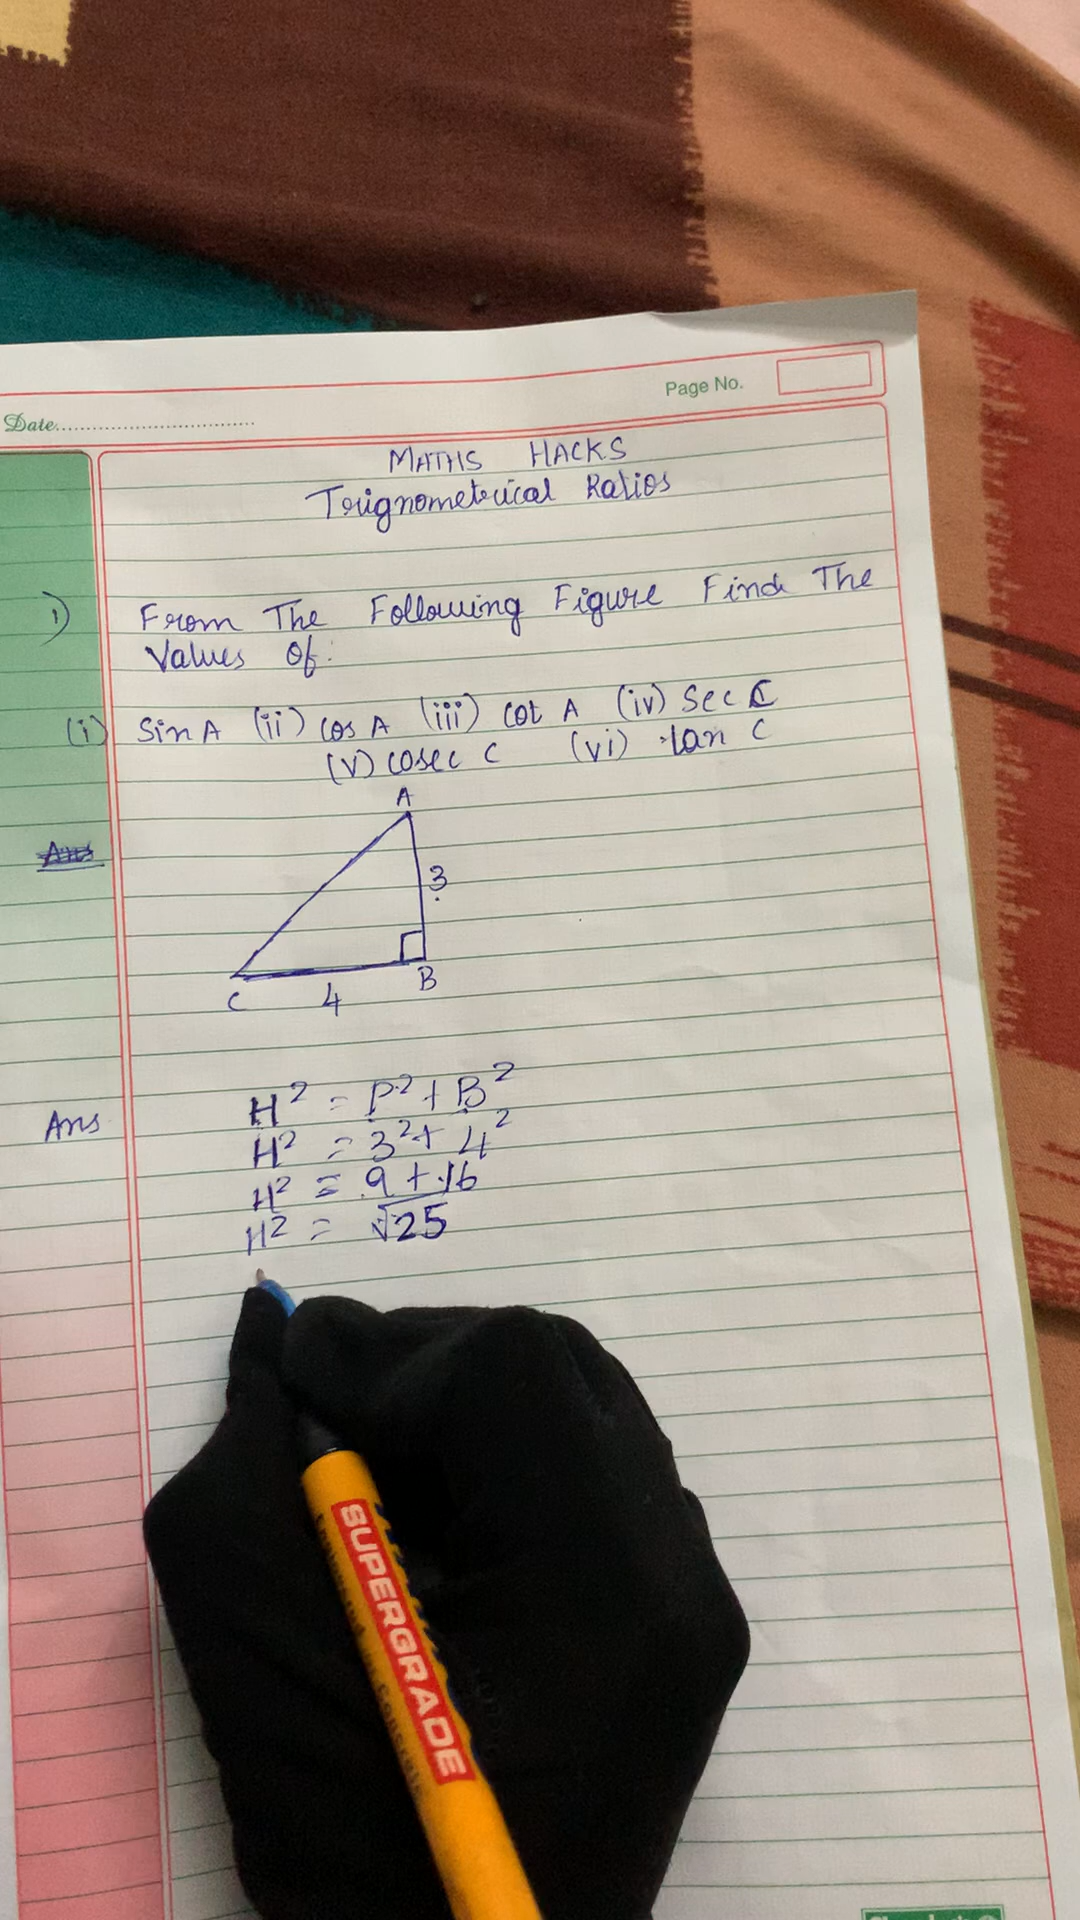 Page No.
Date
MATHS HACKS
Trignometrical Ratios
1) From The Following Figure Find The
Values Of:
(i) Sin A (ii) cos A (iii) cot A (iv) Sec C
(v) cosec C (vi) tan C
A
3
C
4
B
Ans H² = P² + B²
H² = 3² + 4²
H² = 9 + 16
H² = √25
SUPERGRADE